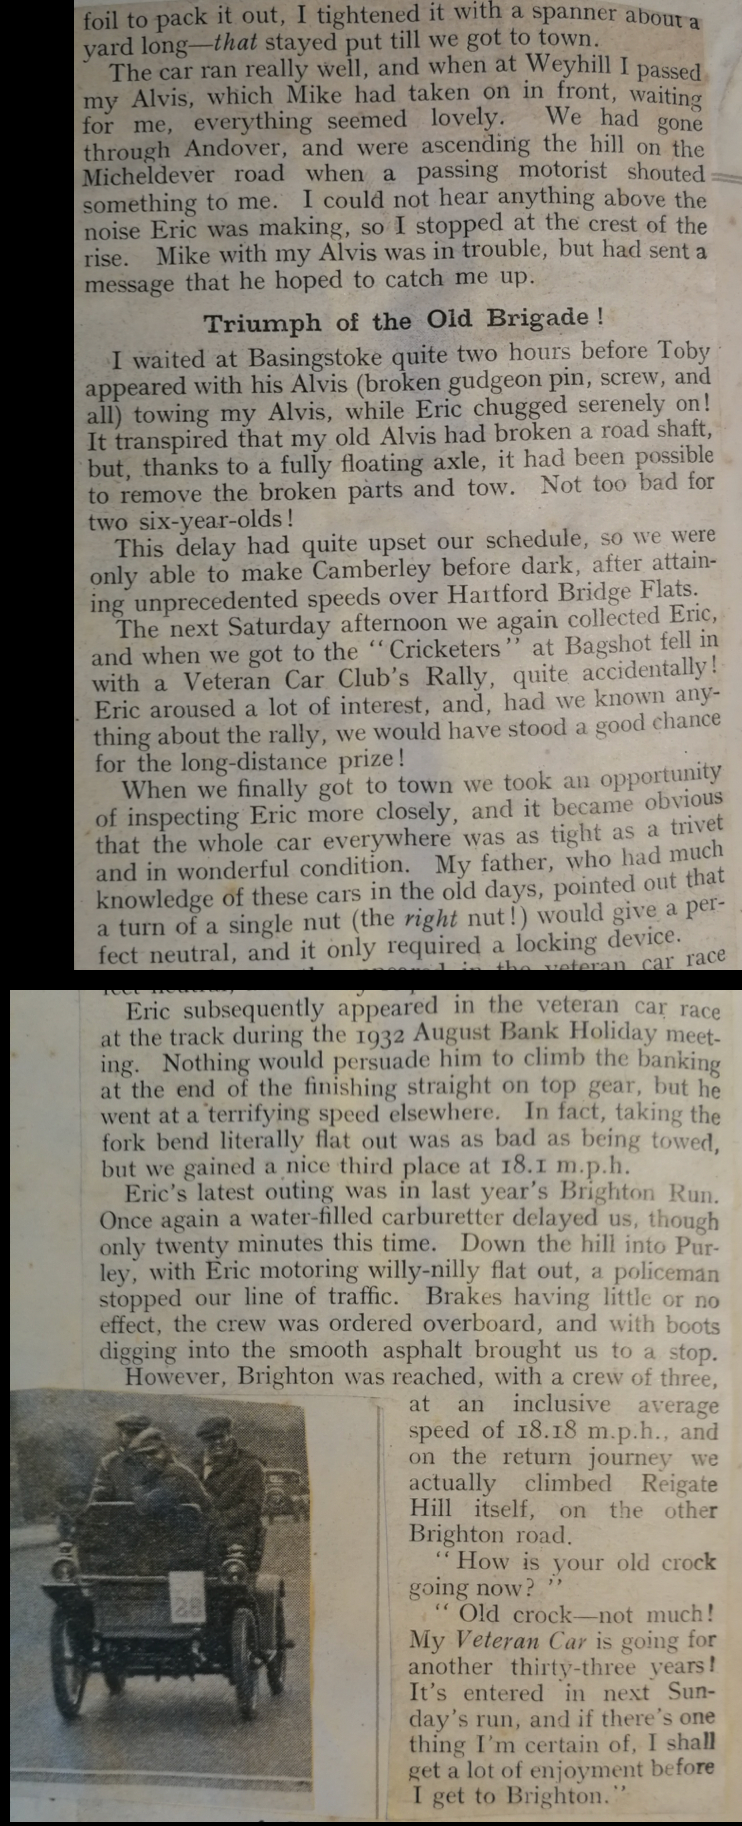 foil to pack it out, I tightened it with a spanner about a
yard long—that stayed put till we got to town.
The car ran really well, and when at Weyhill I passed
my Alvis, which Mike had taken on in front, waiting
for me, everything seemed lovely. We had gone
through Andover, and were ascending the hill on the
Micheldever road when a passing motorist shouted
something to me. I could not hear anything above the
noise Eric was making, so I stopped at the crest of the
rise. Mike with my Alvis was in trouble, but had sent a
message that he hoped to catch me up.
Triumph of the Old Brigade !
I waited at Basingstoke quite two hours before Toby
appeared with his Alvis (broken gudgeon pin, screw, and
all) towing my Alvis, while Eric chugged serenely on!
It transpired that my old Alvis had broken a road shaft,
but, thanks to a fully floating axle, it had been possible
to remove the broken parts and tow. Not too bad for
two six-year-olds !
This delay had quite upset our schedule, so we were
only able to make Camberley before dark, after attain-
ing unprecedented speeds over Hartford Bridge Flats.
The next Saturday afternoon we again collected Eric,
and when we got to the "Cricketers" at Bagshot fell in
with a Veteran Car Club's Rally, quite accidentally!
Eric aroused a lot of interest, and, had we known any-
thing about the rally, we would have stood a good chance
for the long-distance prize !
When we finally got to town we took an opportunity
of inspecting Eric more closely, and it became obvious
that the whole car everywhere was as tight as a trivet
and in wonderful condition. My father, who had much
knowledge of these cars in the old days, pointed out that
a turn of a single nut (the right nut!) would give a per-
fect neutral, and it only required a locking device.
in the veteran car race
Eric subsequently appeared in the veteran car race
at the track during the 1932 August Bank Holiday meet-
ing. Nothing would persuade him to climb the banking
at the end of the finishing straight on top gear, but he
went at a terrifying speed elsewhere. In fact, taking the
fork bend literally flat out was as bad as being towed,
but we gained a nice third place at 18.1 m.p.h.
Eric's latest outing was in last year's Brighton Run.
Once again a water-filled carburetter delayed us, though
only twenty minutes this time. Down the hill into Pur-
ley, with Eric motoring willy-nilly flat out, a policeman
stopped our line of traffic. Brakes having little or no
effect, the crew was ordered overboard, and with boots
digging into the smooth asphalt brought us to a stop.
However, Brighton was reached, with a crew of three,
at an inclusive average
speed of 18.18 m.p.h., and
on the return journey we
actually climbed Reigate
Hill itself, on the other
Brighton road.
"How is your old crock
going now? "
" Old crock—not much!
My Veteran Car is going for
another thirty-three years!
It's entered in next Sun-
day's run, and if there's one
thing I'm certain of, I shall
get a lot of enjoyment before
I get to Brighton."